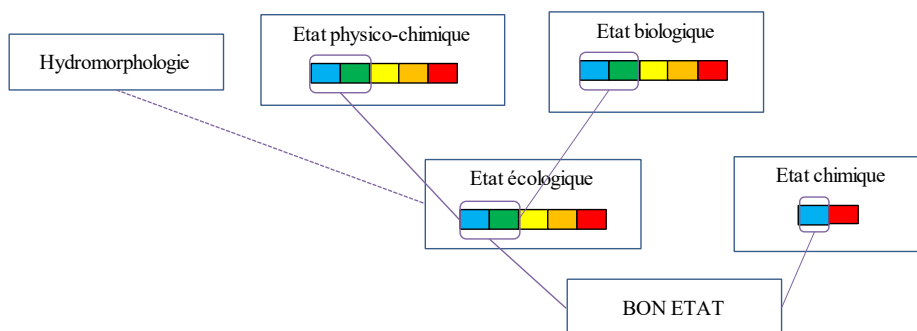 Hydromorphologie
Etat physico-chimique
Etat biologique
Etat écologique
Etat chimique
BON ETAT